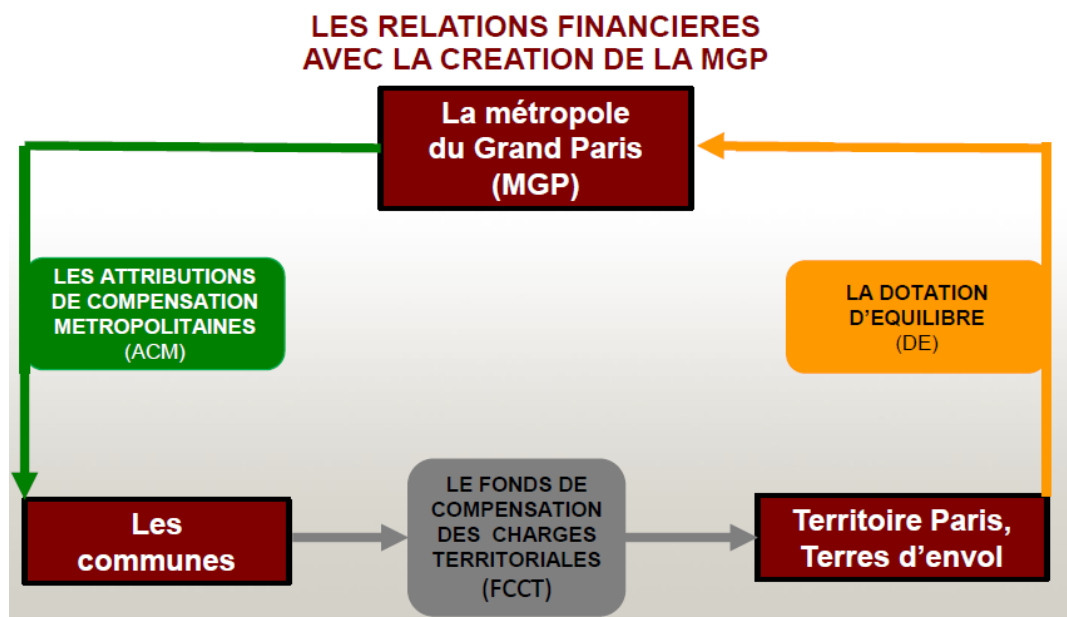 LES RELATIONS FINANCIERES
AVEC LA CREATION DE LA MGP
La métropole
du Grand Paris
(MGP)
LES ATTRIBUTIONS
DE COMPENSATION
METROPOLITAINES
(ACM)
LA DOTATION
D'EQUILIBRE
(DE)
Les
communes
LE FONDS DE
COMPENSATION
DES CHARGES
TERRITORIALES
(FCCT)
Territoire Paris,
Terres d'envol